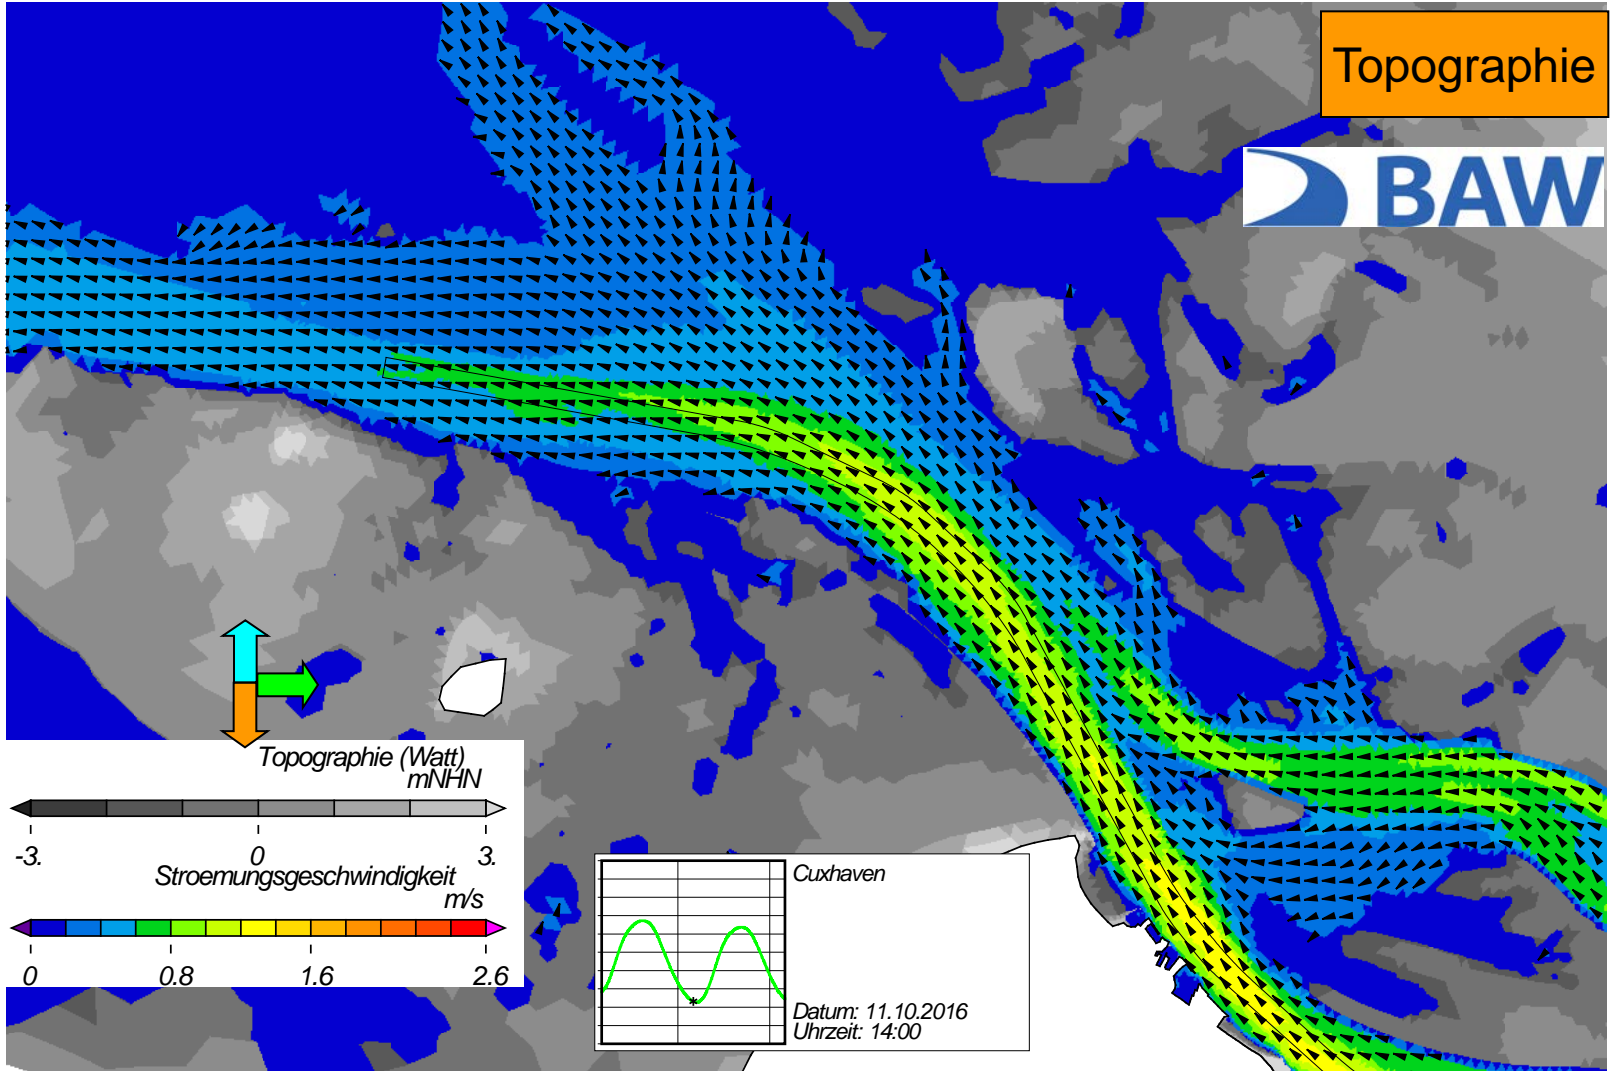 Topographie
BAW
Topographie (Watt)
mNHN
-3. 0 3.
Stroemungsgeschwindigkeit
m/s
0 0.8 1.6 2.6
Cuxhaven
*
Datum: 11.10.2016
Uhrzeit: 14:00